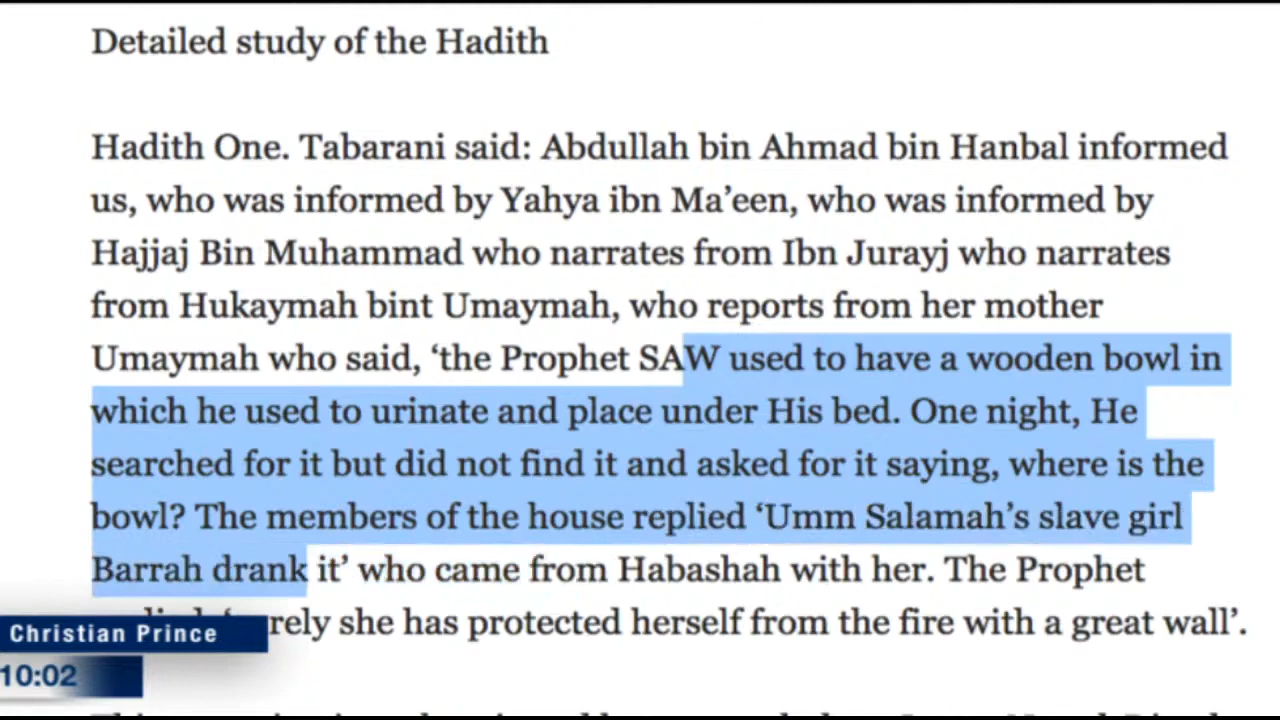 Detailed study of the Hadith
Hadith One. Tabarani said: Abdullah bin Ahmad bin Hanbal informed
us, who was informed by Yahya ibn Ma’een, who was informed by
Hajjaj Bin Muhammad who narrates from Ibn Jurayj who narrates
from Hukaymah bint Umaymah, who reports from her mother
Umaymah who said, ‘the Prophet SAW used to have a wooden bowl in
which he used to urinate and place under His bed. One night, He
searched for it but did not find it and asked for it saying, where is the
bowl? The members of the house replied ‘Umm Salamah’s slave girl
Barrah drank it’ who came from Habashah with her. The Prophet
she has protected herself from the fire with a great wall’.
Christian Prince
10:02